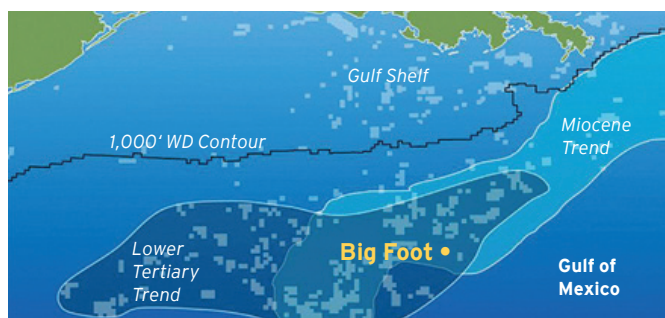 Gulf Shelf
1,000' WD Contour
Miocene
Trend
Lower
Tertiary
Trend
Big Foot
Gulf of
Mexico